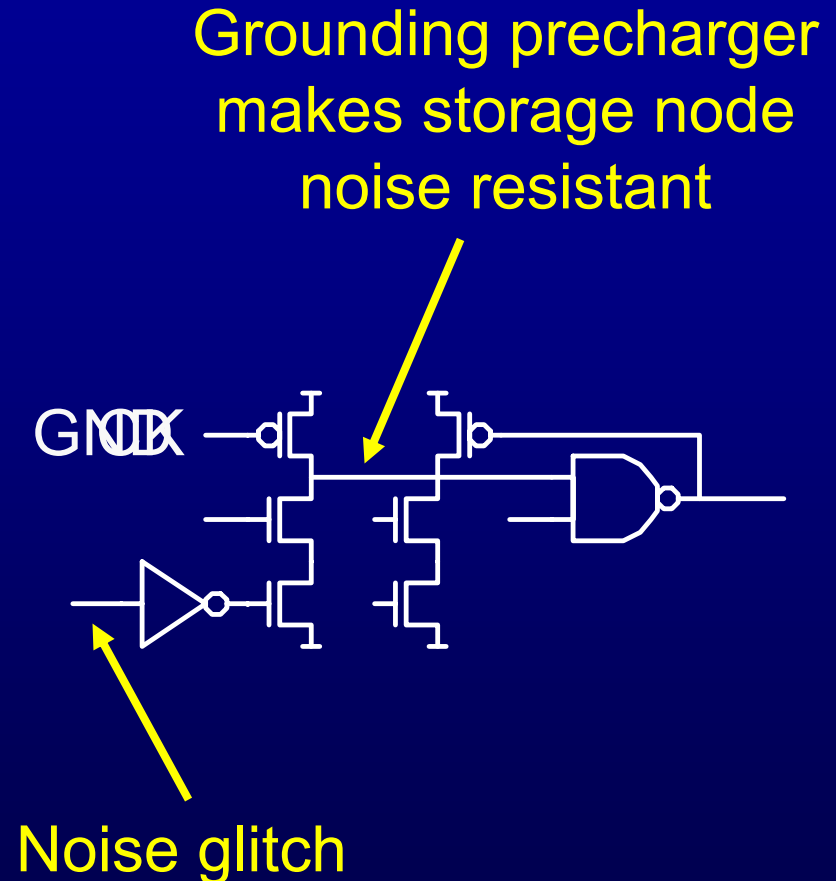 Grounding precharger
makes storage node
noise resistant
Noise glitch